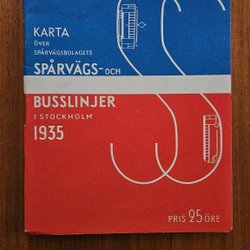 KARTA
ÖVER
SPÅRVÄGSBOLAGETS
SPÅRVÄGS- OCH
BUSSLINJER
I STOCKHOLM
1935
PRIS 25 ÖRE